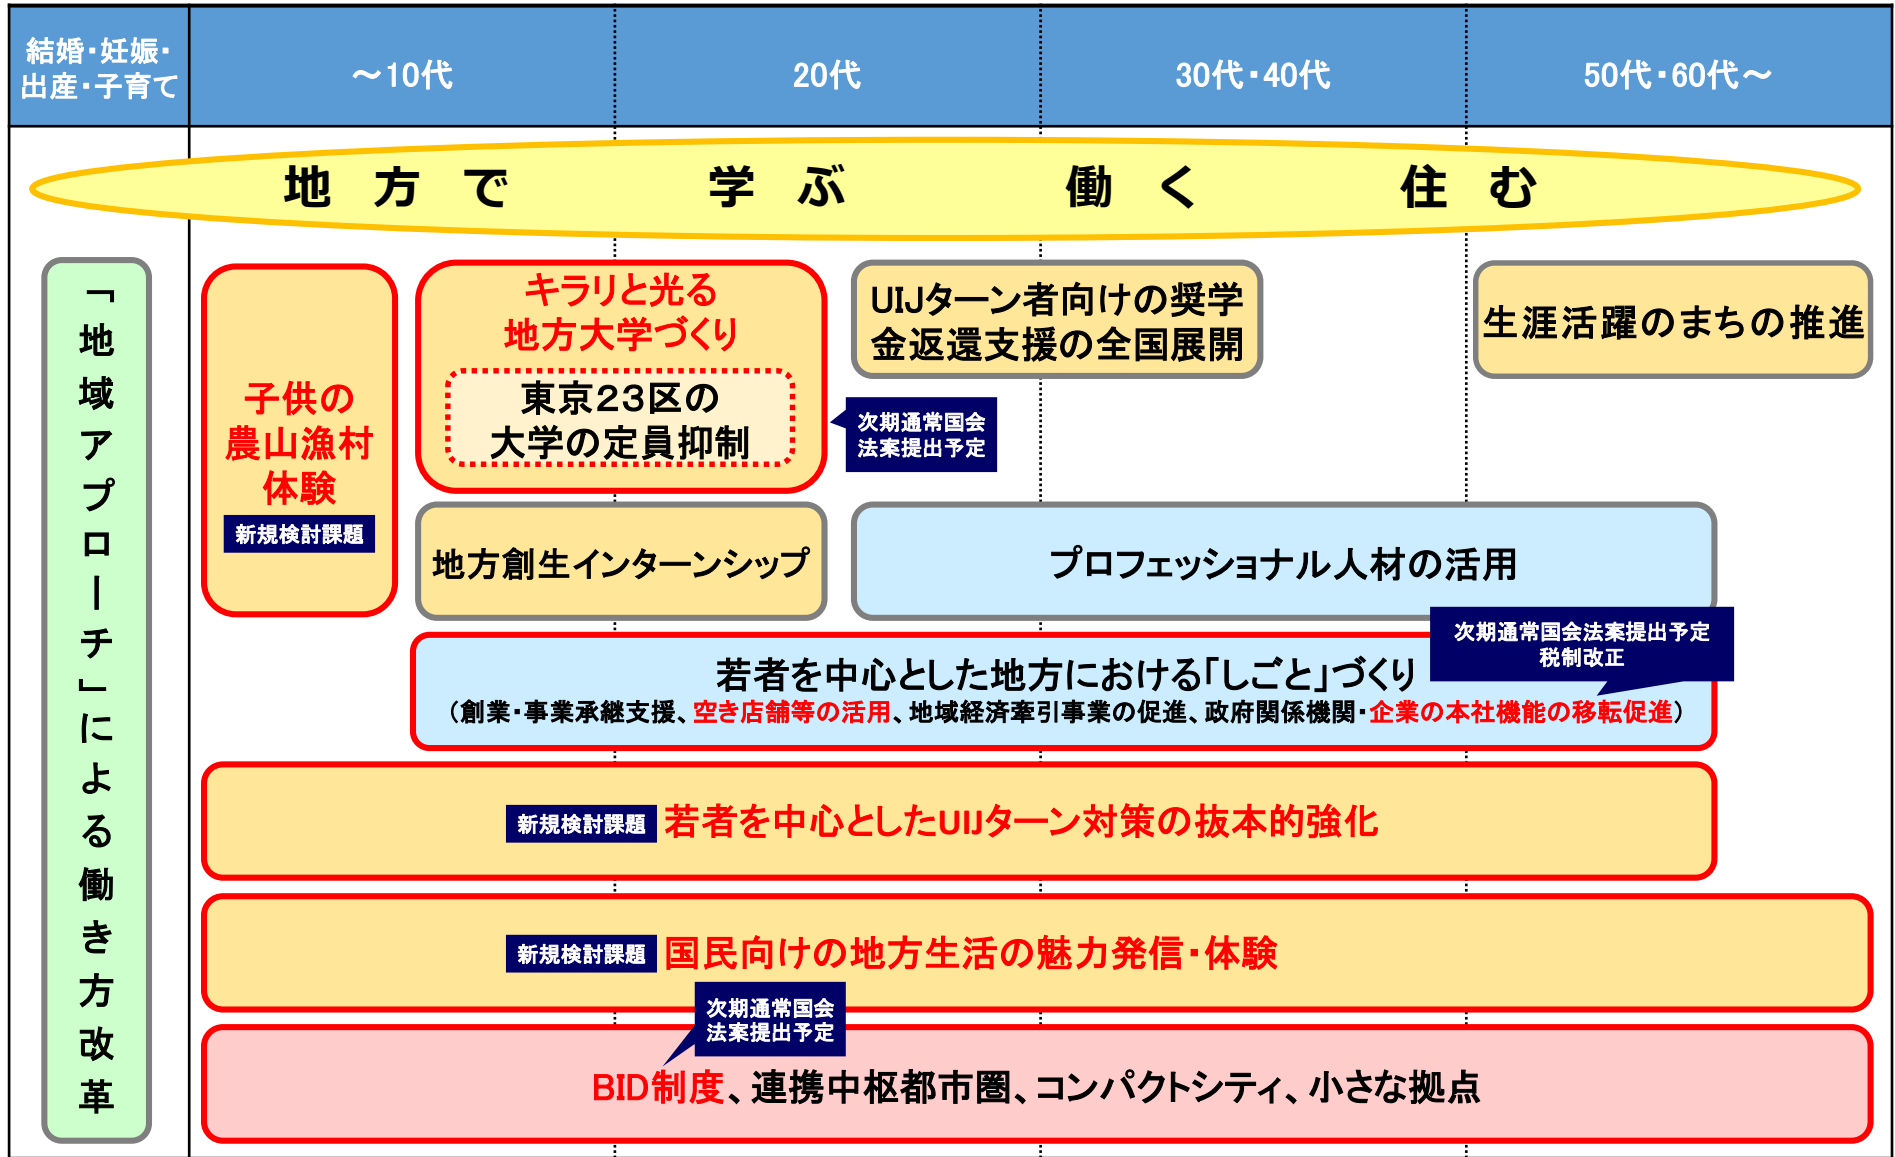 結婚・妊娠・
出産・子育て
～10代
20代
30代・40代
50代・60代～
地方で　学ぶ　働く　住む
「地域アプローチ」による働き方改革
子供の
農山漁村
体験
新規検討課題
キラリと光る
地方大学づくり
東京23区の
大学の定員抑制
次期通常国会
法案提出予定
UIJターン者向けの奨学
金返還支援の全国展開
生涯活躍のまちの推進
地方創生インターンシップ
プロフェッショナル人材の活用
次期通常国会法案提出予定
税制改正
若者を中心とした地方における「しごと」づくり
（創業・事業承継支援、空き店舗等の活用、地域経済牽引事業の促進、政府関係機関・企業の本社機能の移転促進）
新規検討課題 若者を中心としたUIJターン対策の抜本的強化
新規検討課題 国民向けの地方生活の魅力発信・体験
次期通常国会
法案提出予定
BID制度、連携中枢都市圏、コンパクトシティ、小さな拠点